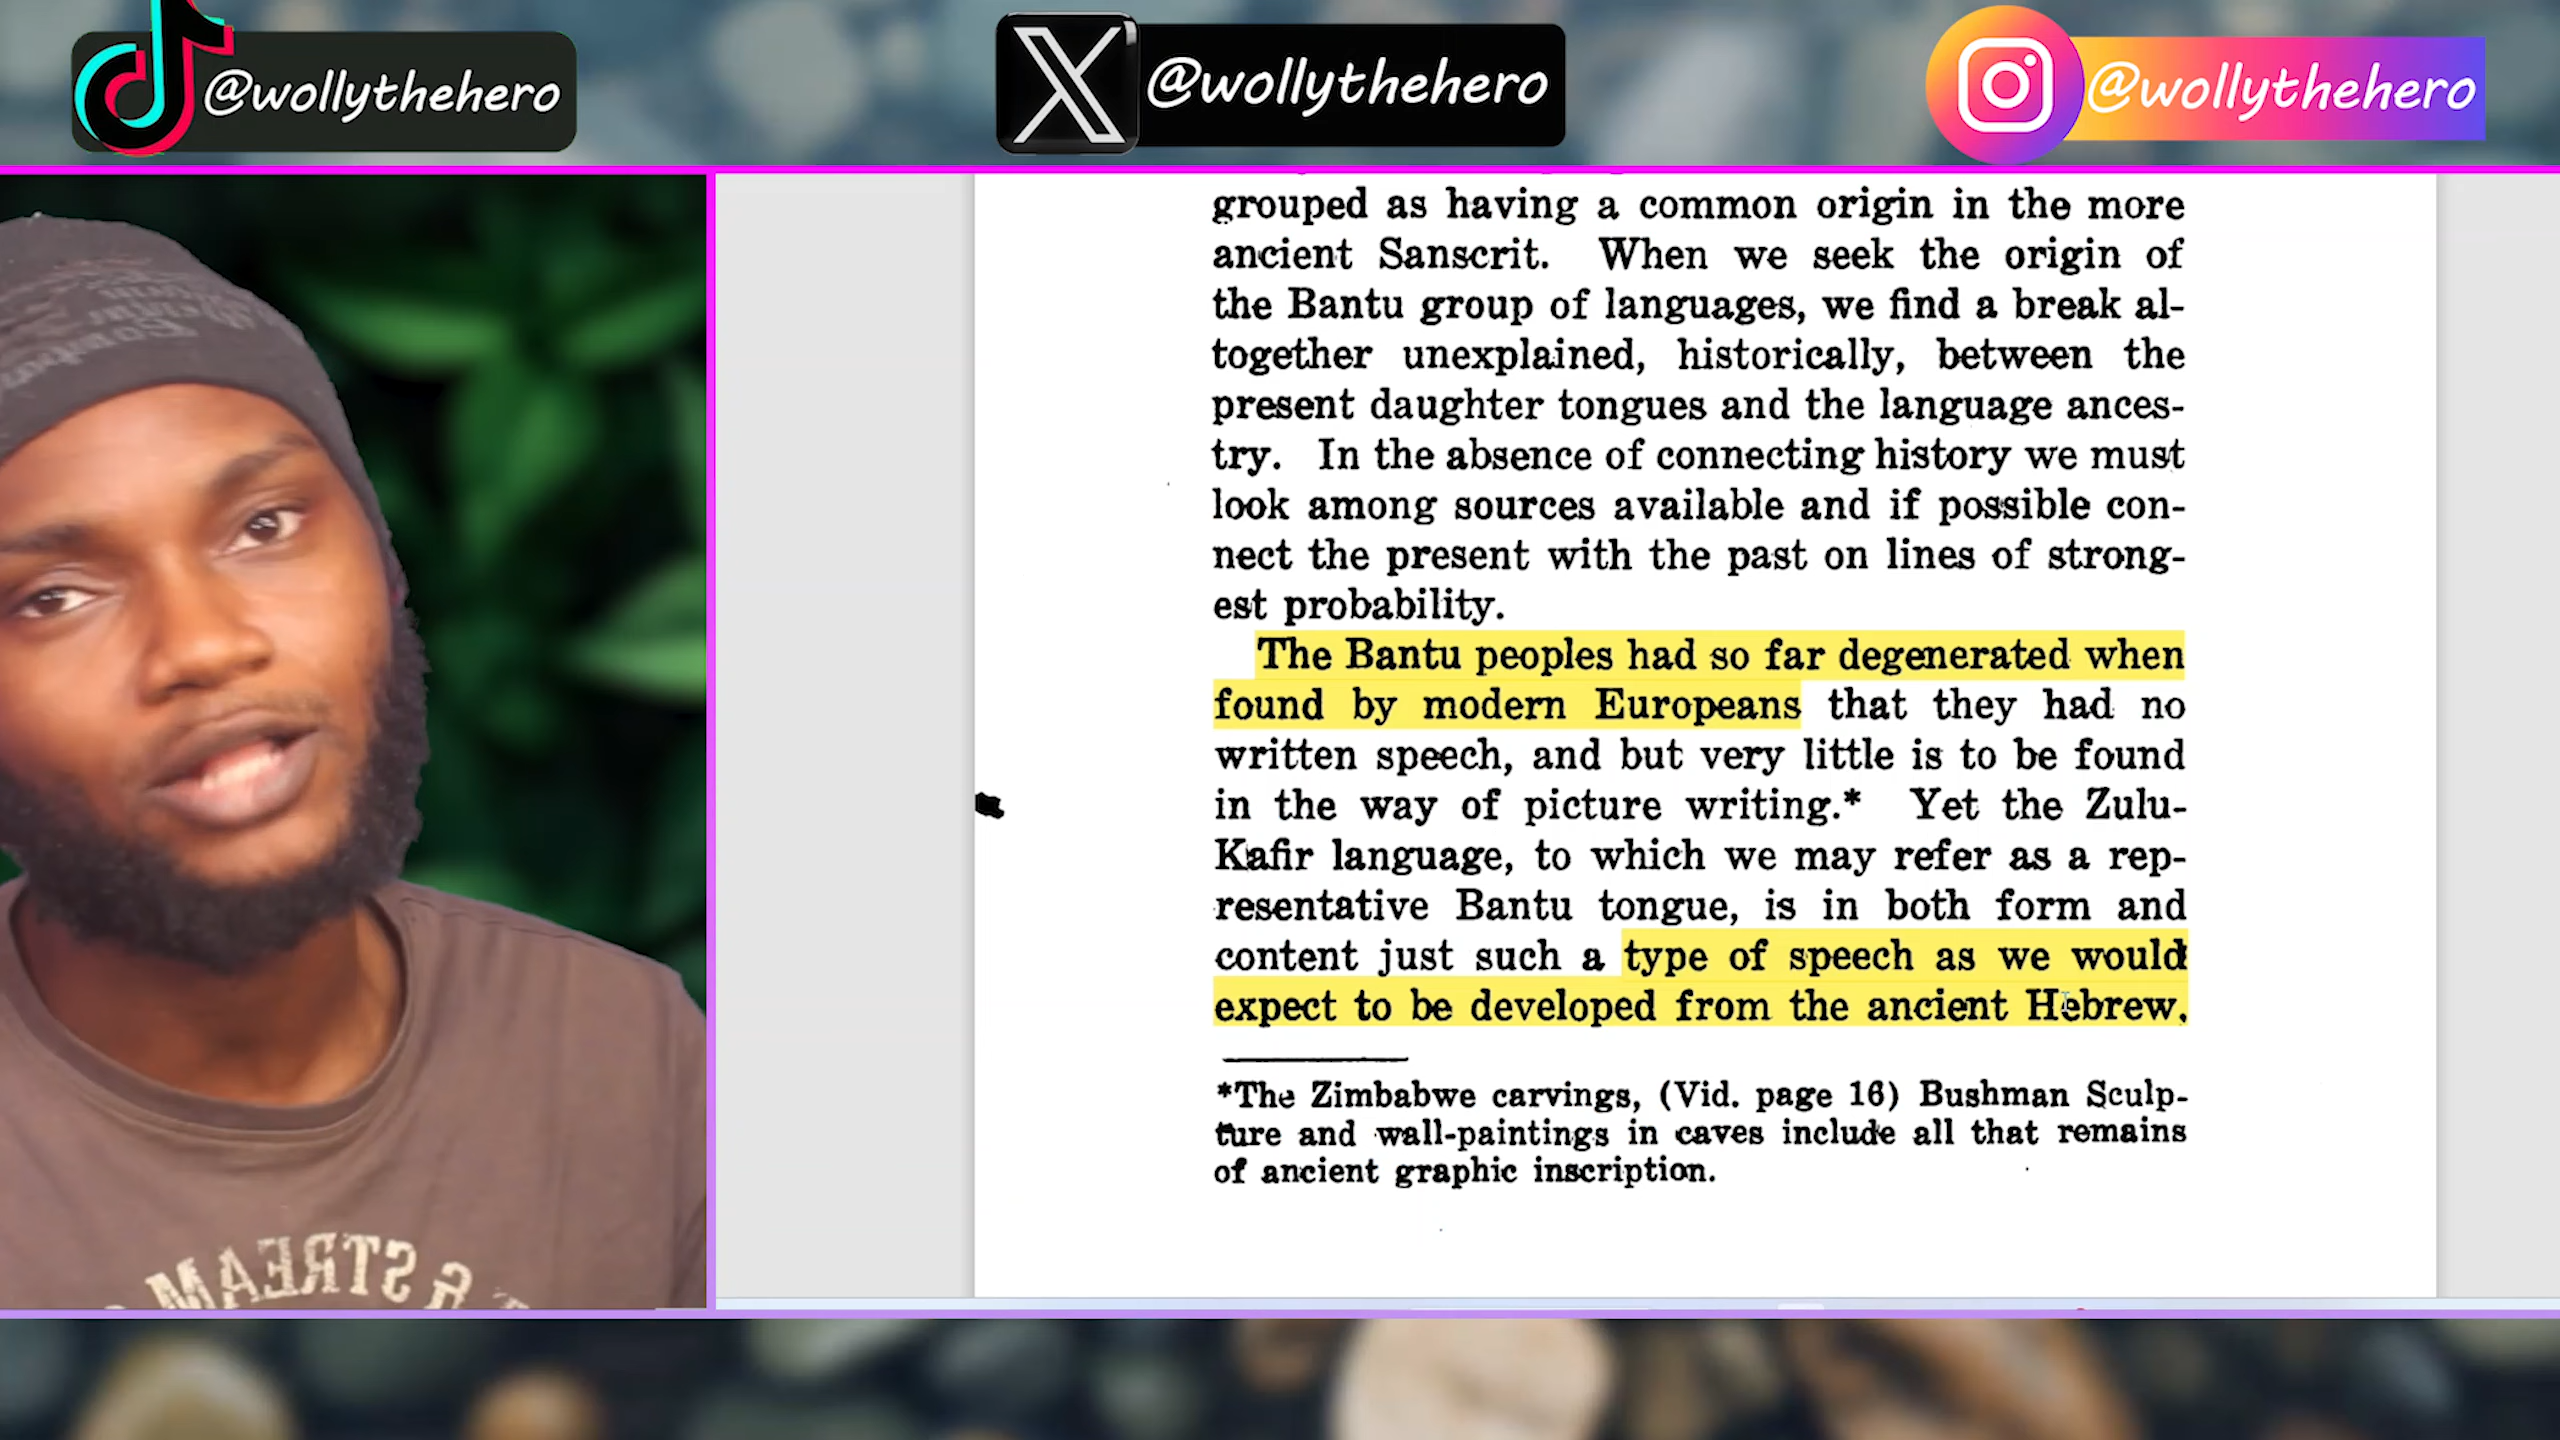 @wollythehero
@wollythehero
@wollythehero
grouped as having a common origin in the more
ancient Sanscrit. When we seek the origin of
the Bantu group of languages, we find a break al-
together unexplained, historically, between the
present daughter tongues and the language ances-
try. In the absence of connecting history we must
look among sources available and if possible con-
nect the present with the past on lines of strong-
est probability.
The Bantu peoples had so far degenerated when
found by modern Europeans that they had no
written speech, and but very little is to be found
in the way of picture writing.* Yet the Zulu-
Kafir language, to which we may refer as a rep-
resentative Bantu tongue, is in both form and
content just such a type of speech as we would
expect to be developed from the ancient Hebrew.
*The Zimbabwe carvings, (Vid. page 16) Bushman Sculp-
ture and wall-paintings in caves include all that remains
of ancient graphic inscription.
STREAM